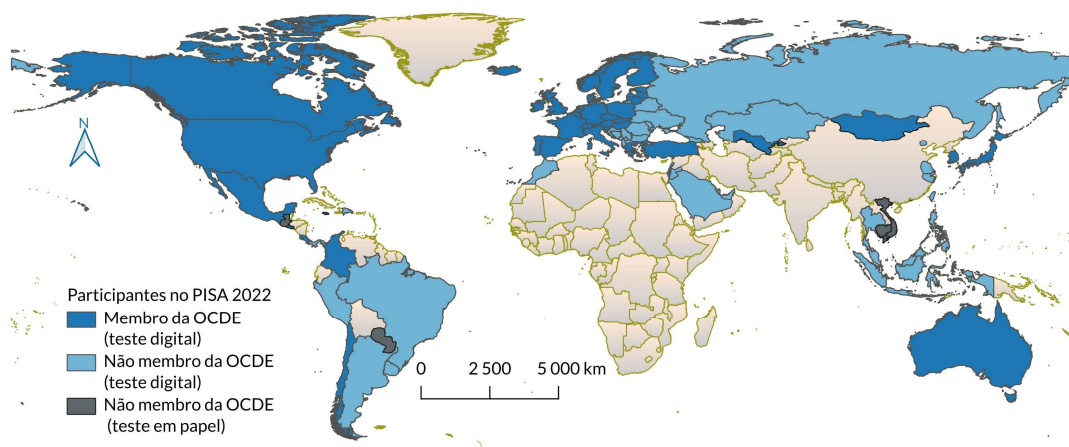 N
Participantes no PISA 2022
Membro da OCDE
(teste digital)
Não membro da OCDE
(teste digital)
Não membro da OCDE
(teste em papel)
0 2 500 5 000 km